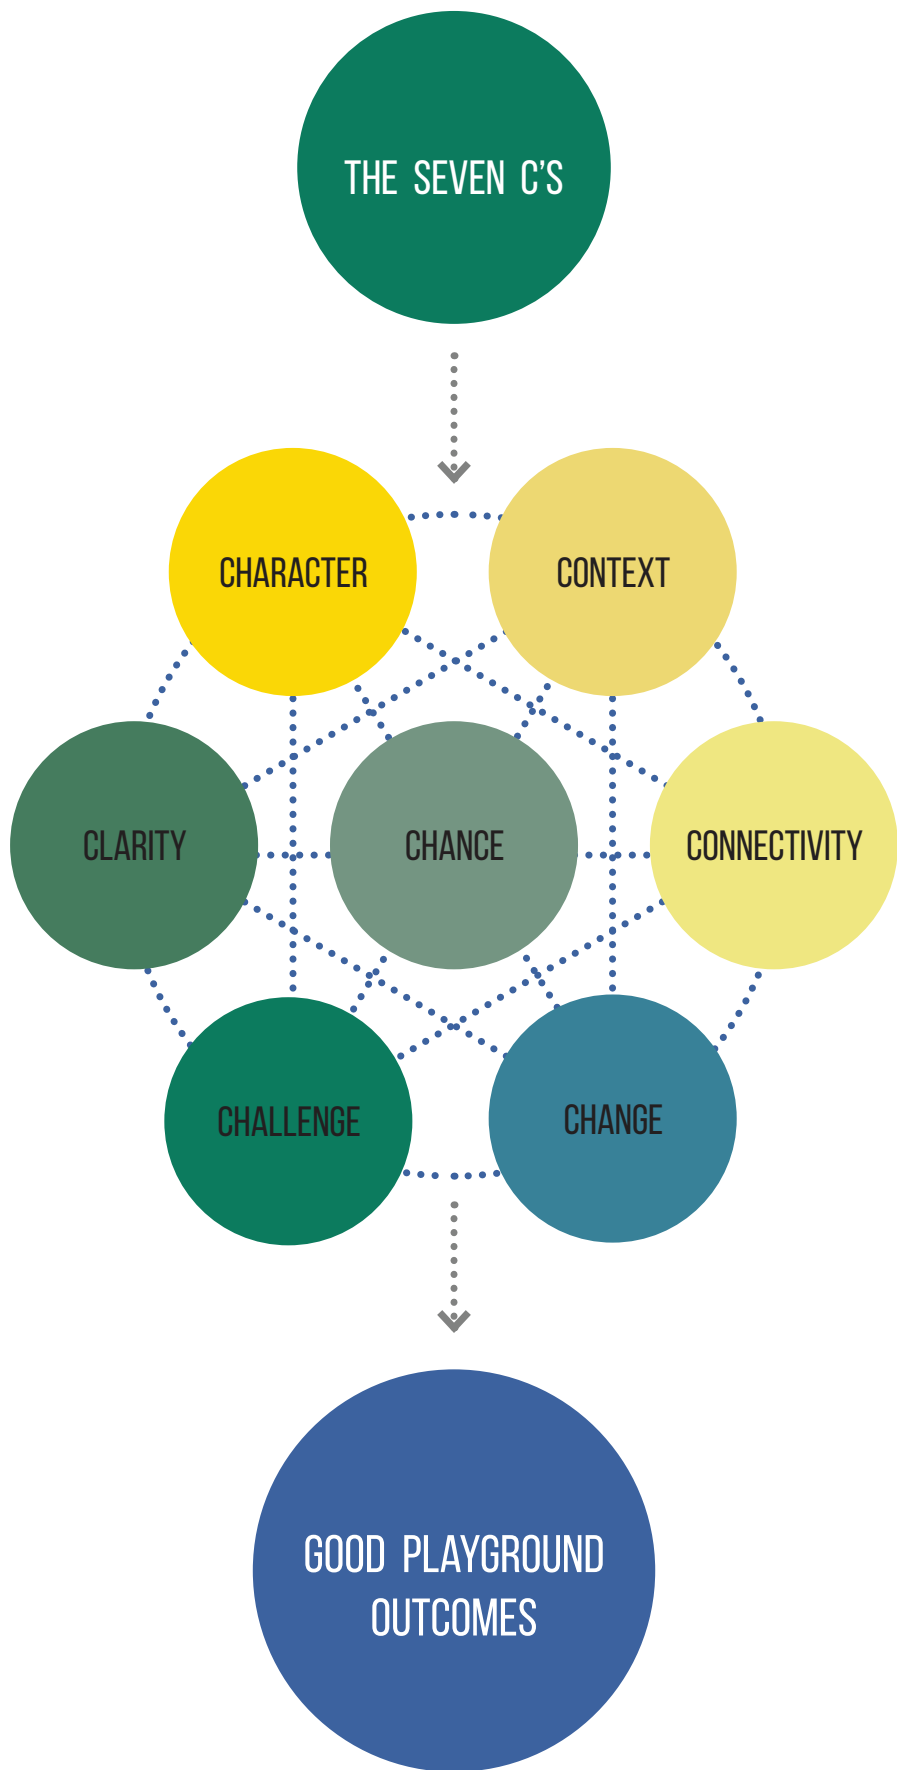 THE SEVEN C'S
CHARACTER
CONTEXT
CLARITY
CHANCE
CONNECTIVITY
CHALLENGE
CHANGE
GOOD PLAYGROUND
OUTCOMES